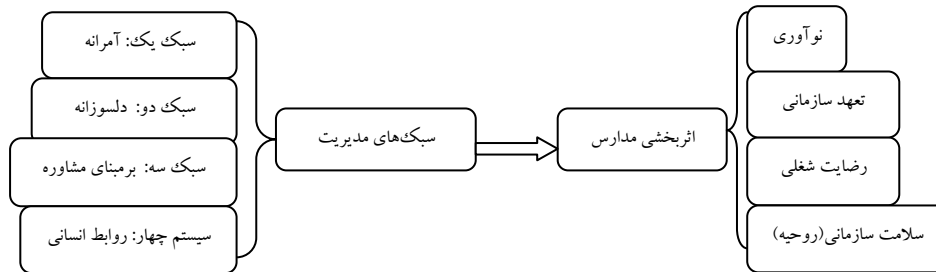 سبک یک: آمرانه
سبک دو: دلسوزانه
سبک سه: برمبنای مشاوره
سیستم چهار: روابط انسانی
سبک‌های مدیریت
اثربخشی مدارس
نوآوری
تعهد سازمانی
رضایت شغلی
سلامت سازمانی(روحیه)